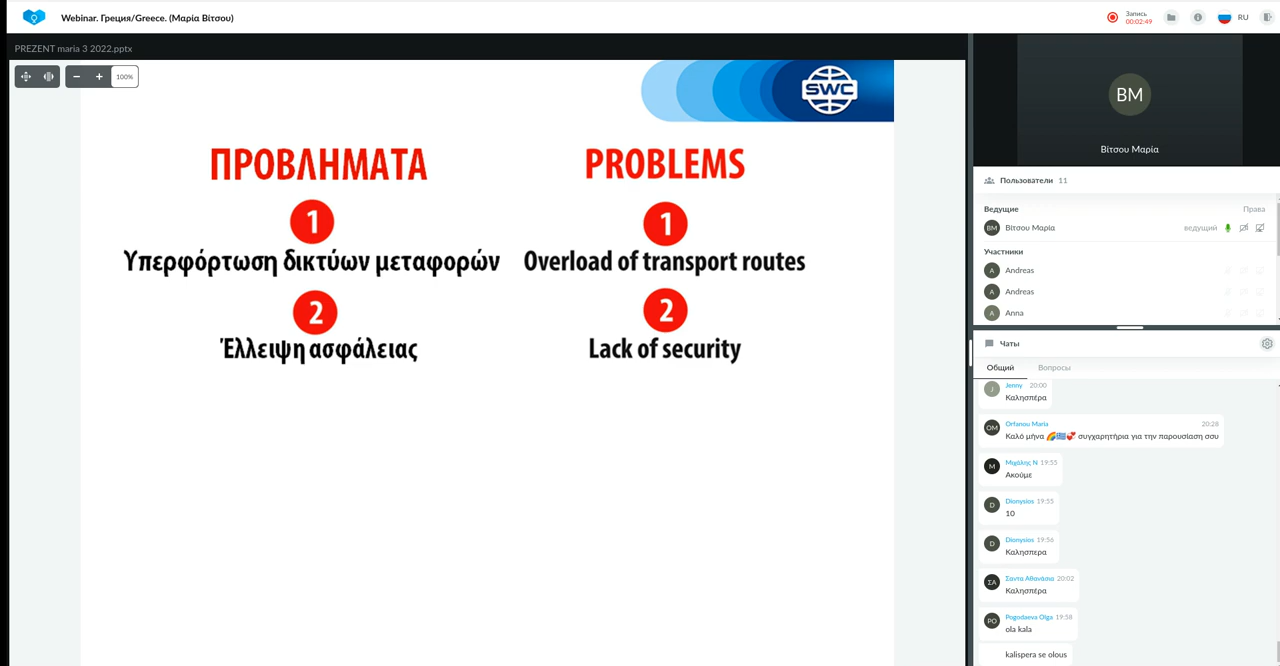 Webinar. Греция/Greece. (Μαρία Βίτσου)
Запись
00:02:49
RU
PREZENT maria 3 2022.pptx
100%
SWC
ΠΡΟΒΛΗΜΑΤΑ
1
Υπερφόρτωση δικτύων μεταφορών
2
Έλλειψη ασφάλειας
PROBLEMS
1
Overload of transport routes
2
Lack of security
BM
Βίτσου Μαρία
Пользователи 11
Ведущие Права
BM Βίτσου Μαρία ведущий
Участники
A Andreas
A Andreas
A Anna
Чаты
Общий Вопросы
J Jenny 20:00
Καλησπέρα
OM Orfanou Maria 20:28
Καλό μήνα 🌈🇬🇷💞 συγχαρητήρια για την παρουσίαση σου
M Μιχάλης Ν 19:55
Ακούμε
D Dionysios 19:55
10
D Dionysios 19:56
Καλησπερα
ΣΑ Σαντα Αθανάσια 20:02
Καλησπέρα
PO Pogodaeva Olga 19:58
ola kala
kalispera se olous